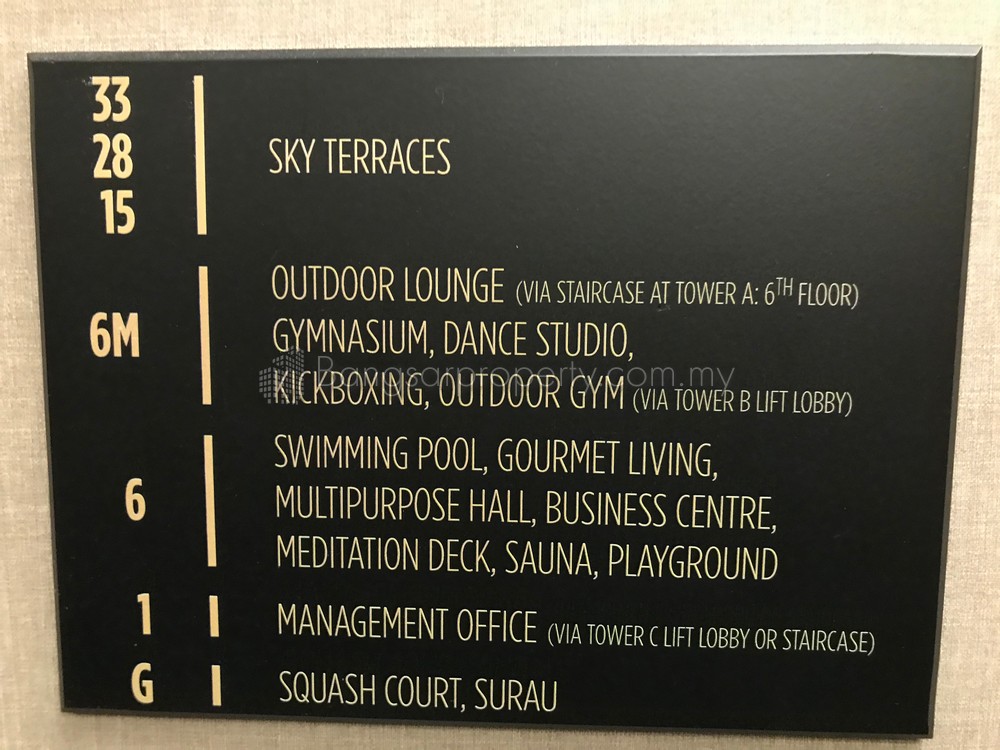 33
28
15
SKY TERRACES
6M
OUTDOOR LOUNGE (VIA STAIRCASE AT TOWER A: 6TH FLOOR)
GYMNASIUM, DANCE STUDIO,
KICKBOXING, OUTDOOR GYM (VIA TOWER B LIFT LOBBY)
Bangsarproperty.com.my
6
SWIMMING POOL, GOURMET LIVING,
MULTIPURPOSE HALL, BUSINESS CENTRE,
MEDITATION DECK, SAUNA, PLAYGROUND
1
MANAGEMENT OFFICE (VIA TOWER C LIFT LOBBY OR STAIRCASE)
G
SQUASH COURT, SURAU